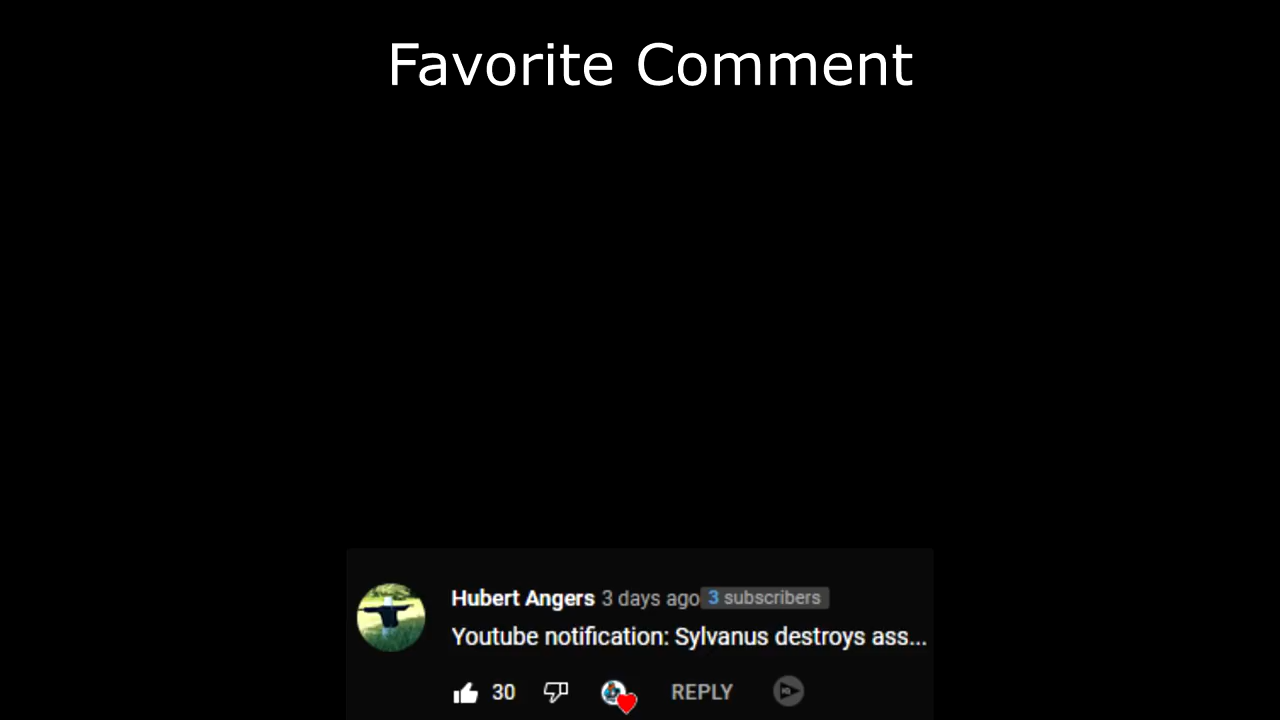 Favorite Comment
Hubert Angers 3 days ago 3 subscribers
Youtube notification: Sylvanus destroys ass...
30 REPLY